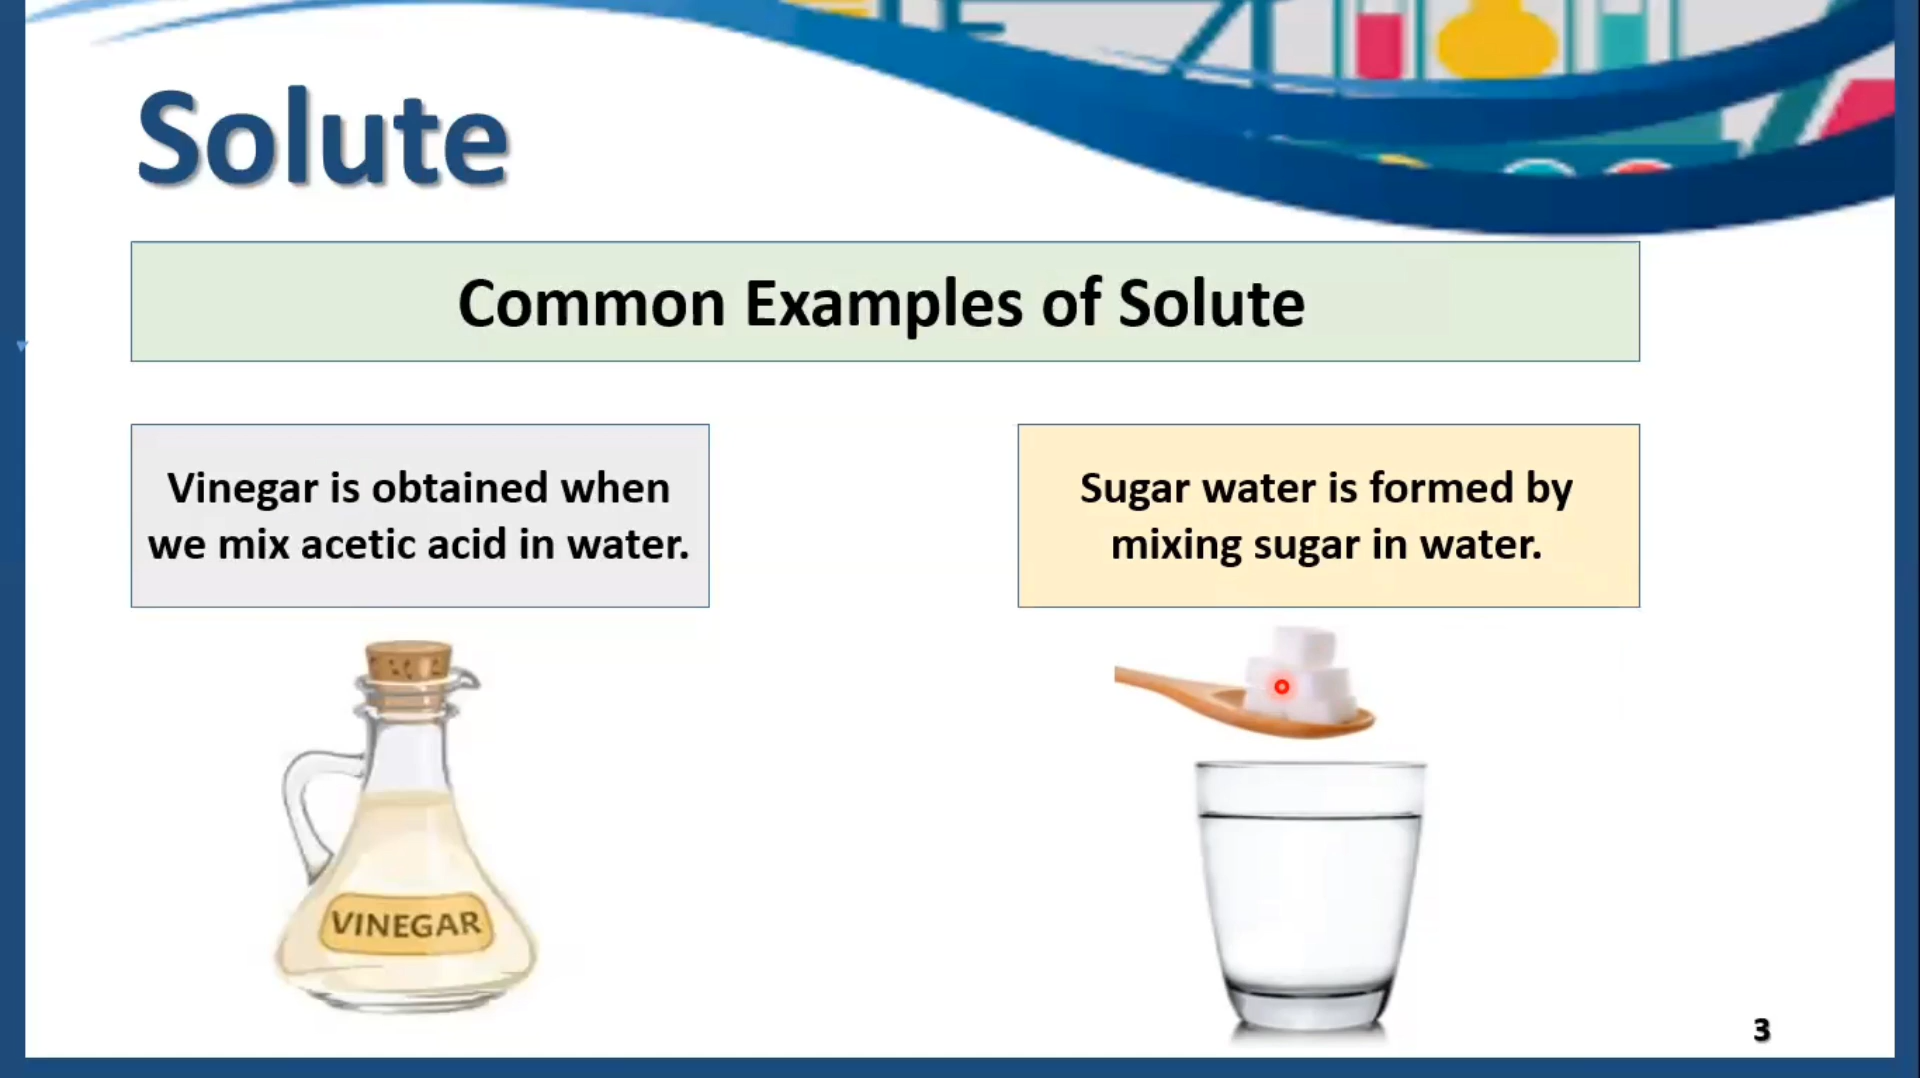 Solute
Common Examples of Solute
Vinegar is obtained when
we mix acetic acid in water.
Sugar water is formed by
mixing sugar in water.
VINEGAR
3